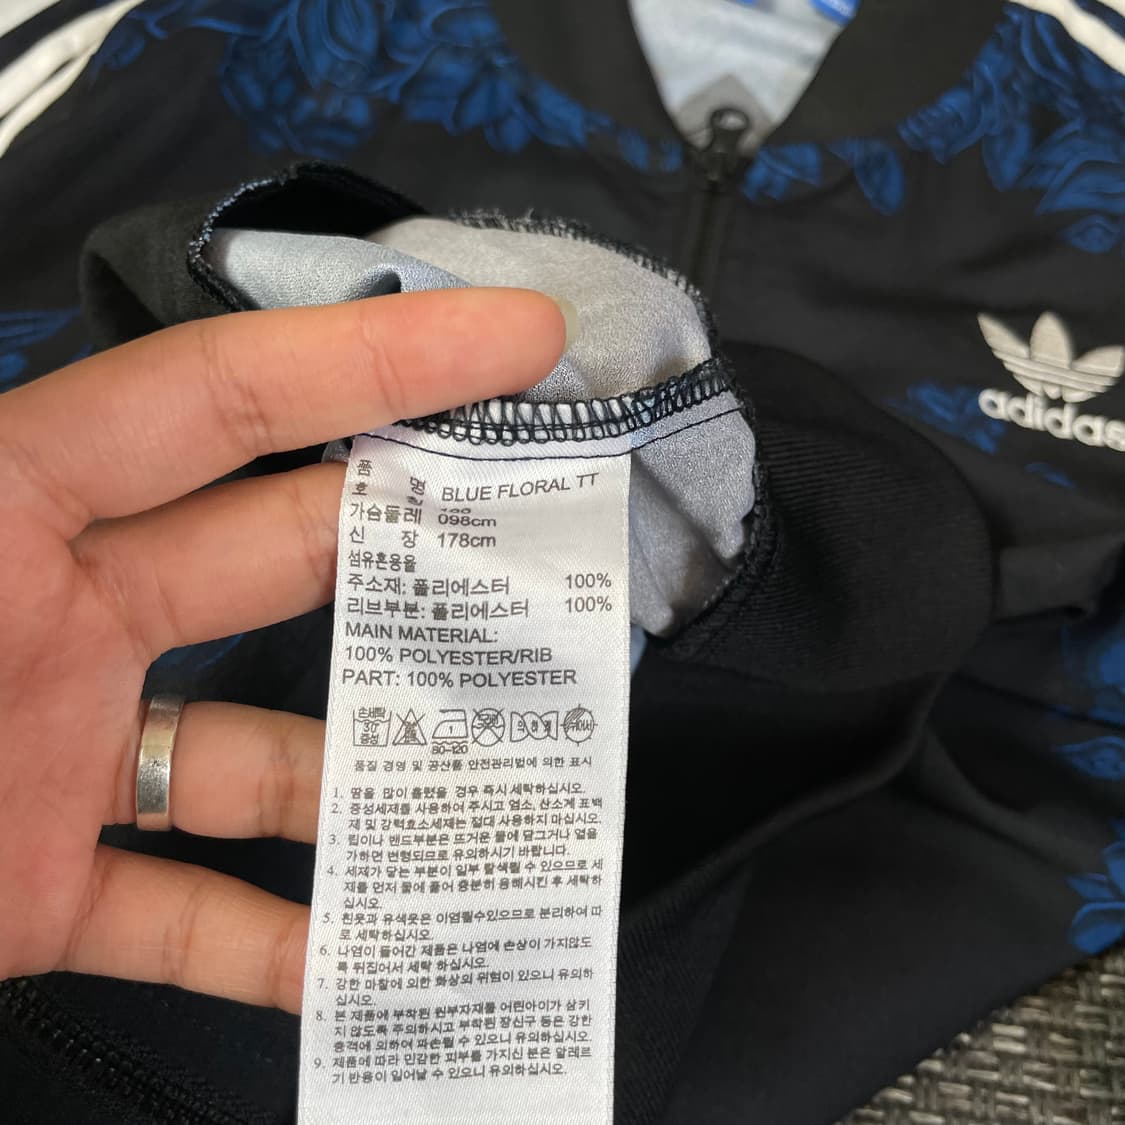 adidas
품 명 BLUE FLORAL TT
호
가슴둘레 098cm
신 장 178cm
섬유혼용율
주소재: 폴리에스터 100%
리브부분: 폴리에스터 100%
MAIN MATERIAL:
100% POLYESTER/RIB
PART: 100% POLYESTER
손세탁 30° 중성
80-120
품질 경영 및 공산품 안전관리법에 의한 표시
1. 땀을 많이 흘렸을 경우 즉시 세탁하십시오.
2. 중성세제를 사용하여 주시고 염소, 산소계 표백
제 및 강력효소세제는 절대 사용하지 마십시오.
3. 립이나 밴드부분은 뜨거운 물에 담그거나 열을
가하면 변형되므로 유의하시기 바랍니다.
4. 세제가 닿는 부분이 일부 탈색될 수 있으므로 세
제를 먼저 물에 풀어 충분히 용해시킨 후 세탁하
십시오.
5. 흰옷과 유색옷은 이염될수있으므로 분리하여 따
로 세탁하십시오.
6. 나염이 들어간 제품은 나염에 손상이 가지않도
록 뒤집어서 세탁 하십시오.
7. 강한 마찰에 의한 화상의 위험이 있으니 유의하
십시오.
8. 본 제품에 부착된 원부자재를 어린아이가 삼키
지 않도록 주의하시고 부착된 장신구 등은 강한
충격에 의하여 파손될 수 있으니 유의하십시오.
9. 제품에 따라 민감한 피부를 가지신 분은 알레르
기 반응이 일어날 수 있으니 유의하십시오.